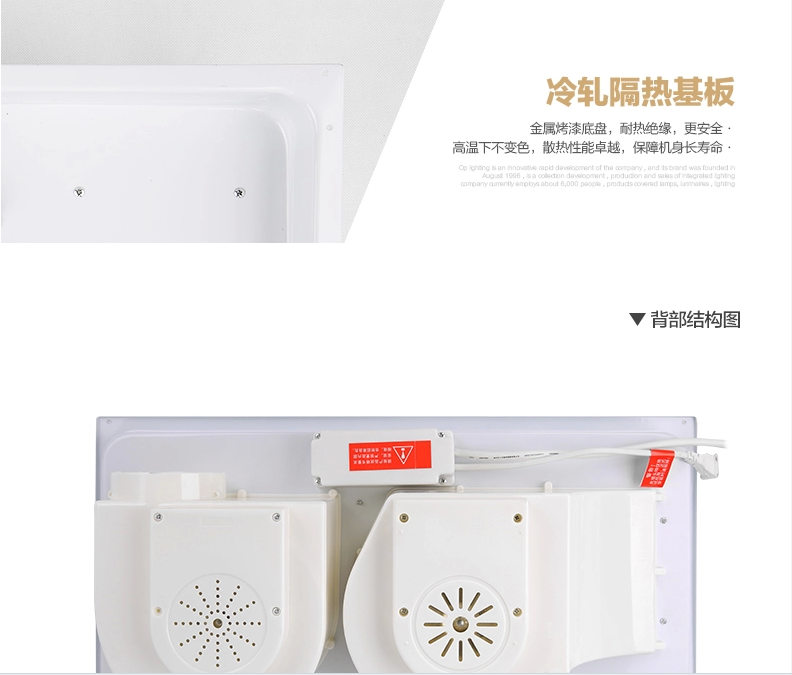 冷轧隔热基板
金属烤漆底盘，耐热绝缘，更安全 ·
高温下不变色，散热性能卓越，保障机身长寿命 ·
Op lighting is an innovative rapid development of the company , and its brand was founded in
August 1996 , is a collection development , production and sales of integrated lighting
company currently employs about 6,000 people , products covered lamps, luminaires , lighting
▼ 背部结构图